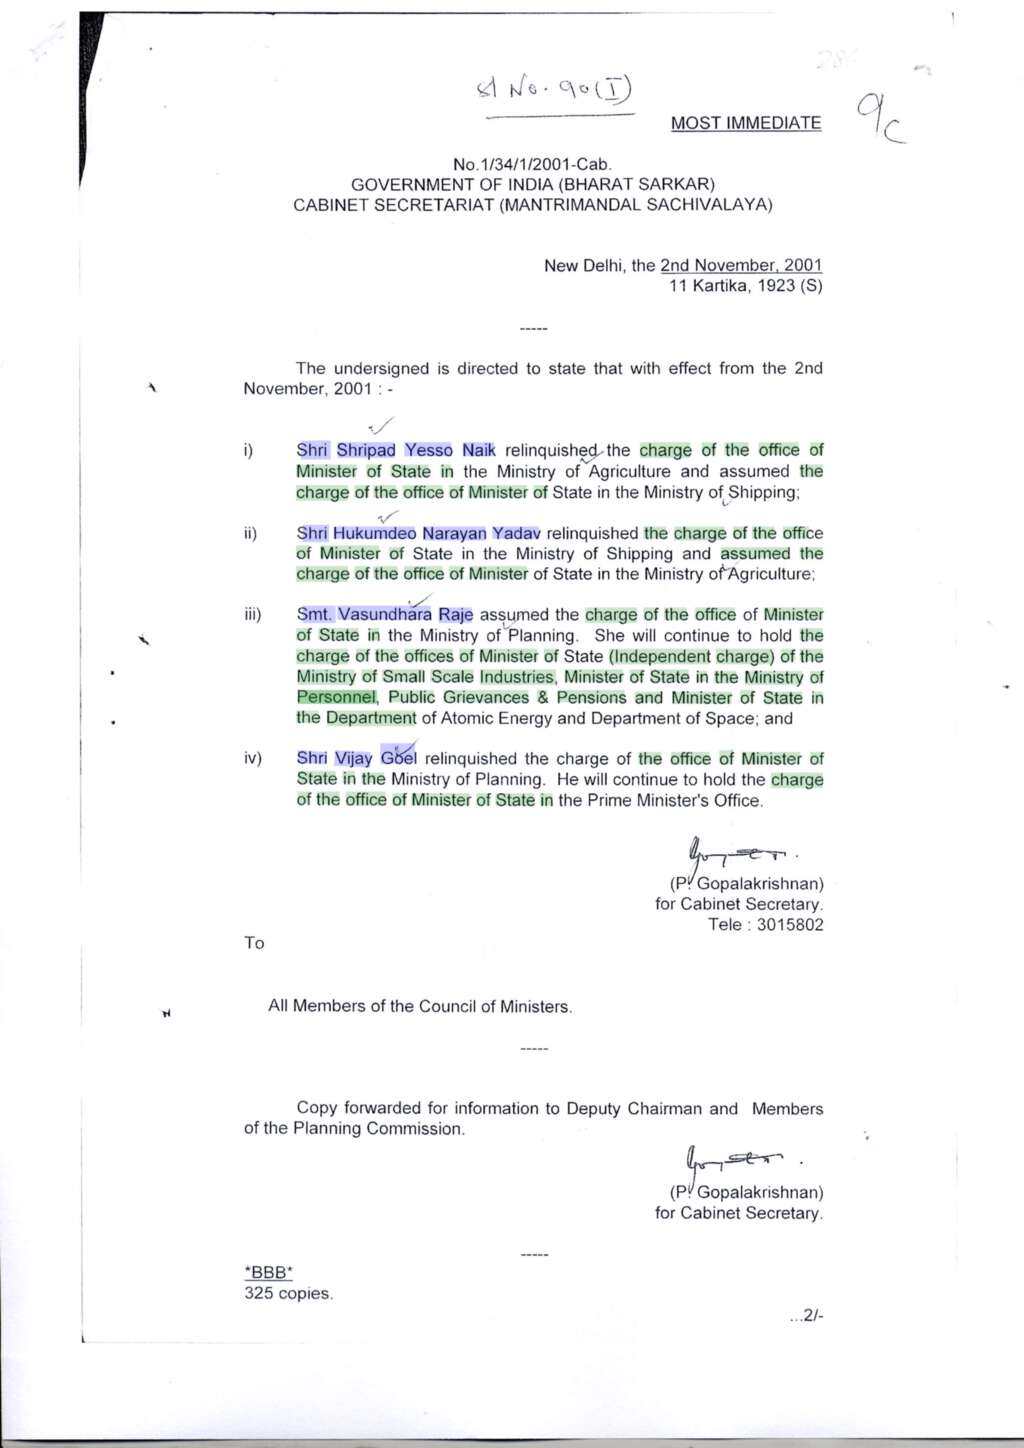 Sl No. 90(I)
9c
MOST IMMEDIATE
No.1/34/1/2001-Cab.
GOVERNMENT OF INDIA (BHARAT SARKAR)
CABINET SECRETARIAT (MANTRIMANDAL SACHIVALAYA)
New Delhi, the 2nd November, 2001
11 Kartika, 1923 (S)
-----
The undersigned is directed to state that with effect from the 2nd
November, 2001 : -
i) Shri Shripad Yesso Naik relinquished the charge of the office of
Minister of State in the Ministry of Agriculture and assumed the
charge of the office of Minister of State in the Ministry of Shipping;
ii) Shri Hukumdeo Narayan Yadav relinquished the charge of the office
of Minister of State in the Ministry of Shipping and assumed the
charge of the office of Minister of State in the Ministry of Agriculture;
iii) Smt. Vasundhara Raje assumed the charge of the office of Minister
of State in the Ministry of Planning. She will continue to hold the
charge of the offices of Minister of State (Independent charge) of the
Ministry of Small Scale Industries, Minister of State in the Ministry of
Personnel, Public Grievances & Pensions and Minister of State in
the Department of Atomic Energy and Department of Space; and
iv) Shri Vijay Goel relinquished the charge of the office of Minister of
State in the Ministry of Planning. He will continue to hold the charge
of the office of Minister of State in the Prime Minister's Office.
(P. Gopalakrishnan)
for Cabinet Secretary.
Tele : 3015802
To
All Members of the Council of Ministers.
-----
Copy forwarded for information to Deputy Chairman and Members
of the Planning Commission.
(P. Gopalakrishnan)
for Cabinet Secretary.
-----
*BBB*
325 copies.
...2/-